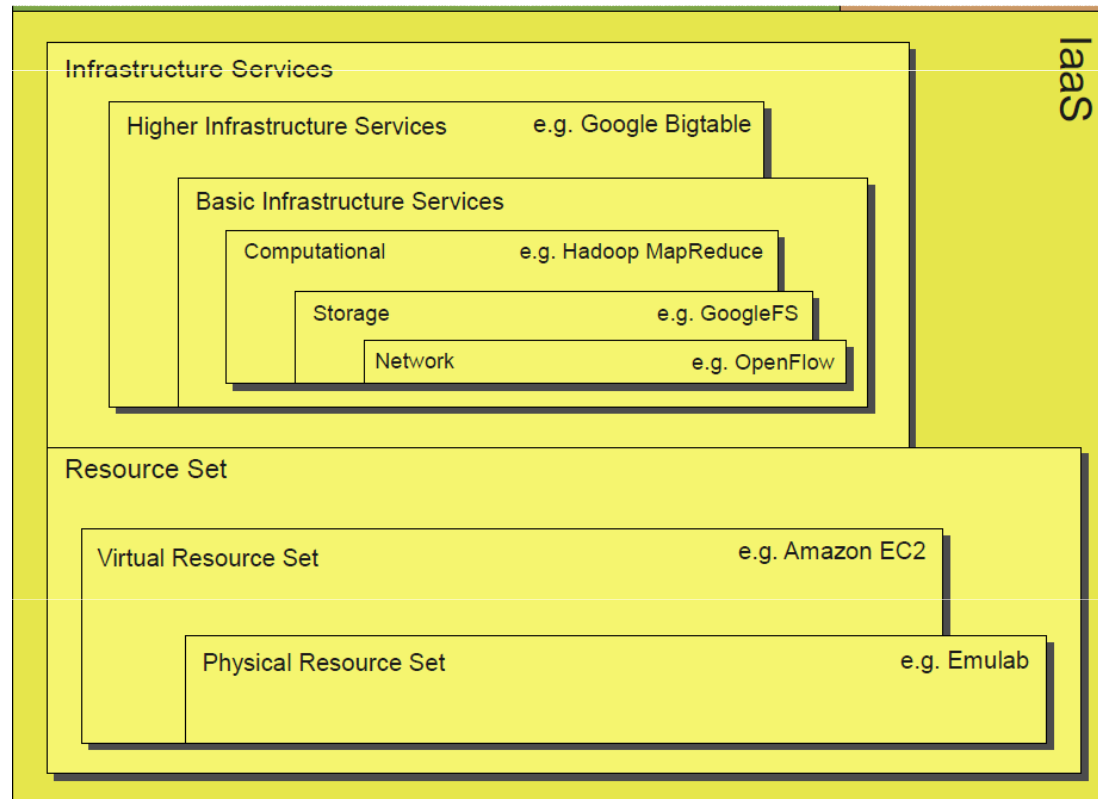 IaaS
Infrastructure Services
Higher Infrastructure Services e.g. Google Bigtable
Basic Infrastructure Services
Computational e.g. Hadoop MapReduce
Storage e.g. GoogleFS
Network e.g. OpenFlow
Resource Set
Virtual Resource Set e.g. Amazon EC2
Physical Resource Set e.g. Emulab